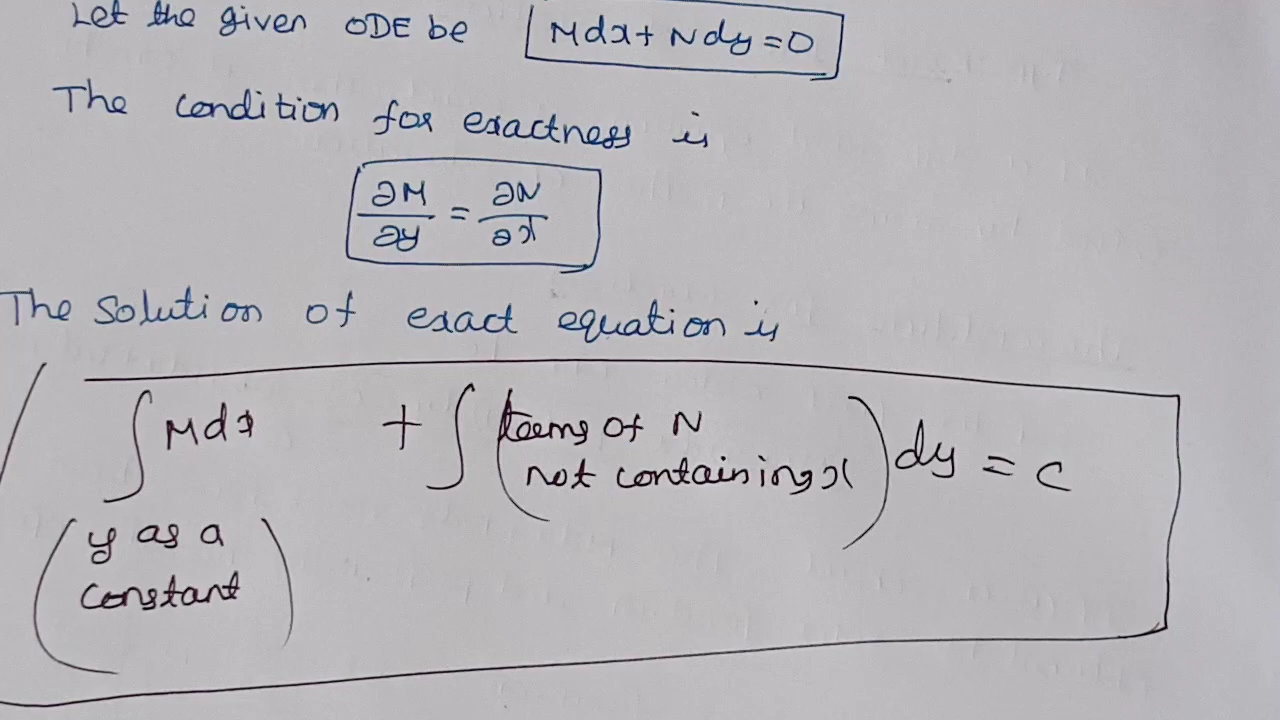 Let the given ODE be Mdx + Ndy = 0
The condition for exactness is
∂M/∂y = ∂N/∂x
The solution of exact equation is
∫ Mdx + ∫ (terms of N not containing x) dy = c
(y as a constant)